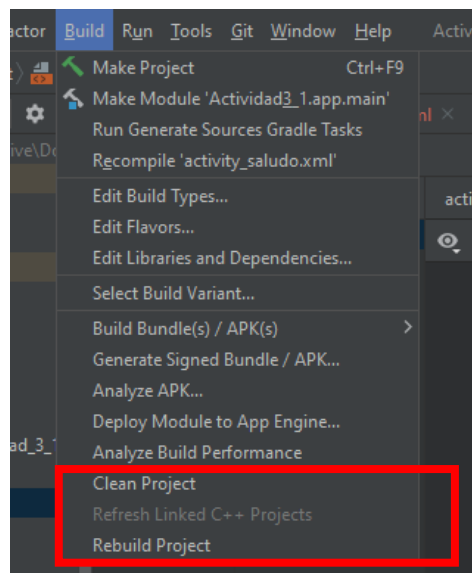 actor Build Run Tools Git Window Help Activ
Make Project Ctrl+F9
Make Module 'Actividad3_1.app.main'
Run Generate Sources Gradle Tasks
Recompile 'activity_saludo.xml'
Edit Build Types...
acti
Edit Flavors...
Edit Libraries and Dependencies...
Select Build Variant...
Build Bundle(s) / APK(s)
Generate Signed Bundle / APK...
Analyze APK...
Deploy Module to App Engine...
ad_3_1
Analyze Build Performance
Clean Project
Refresh Linked C++ Projects
Rebuild Project